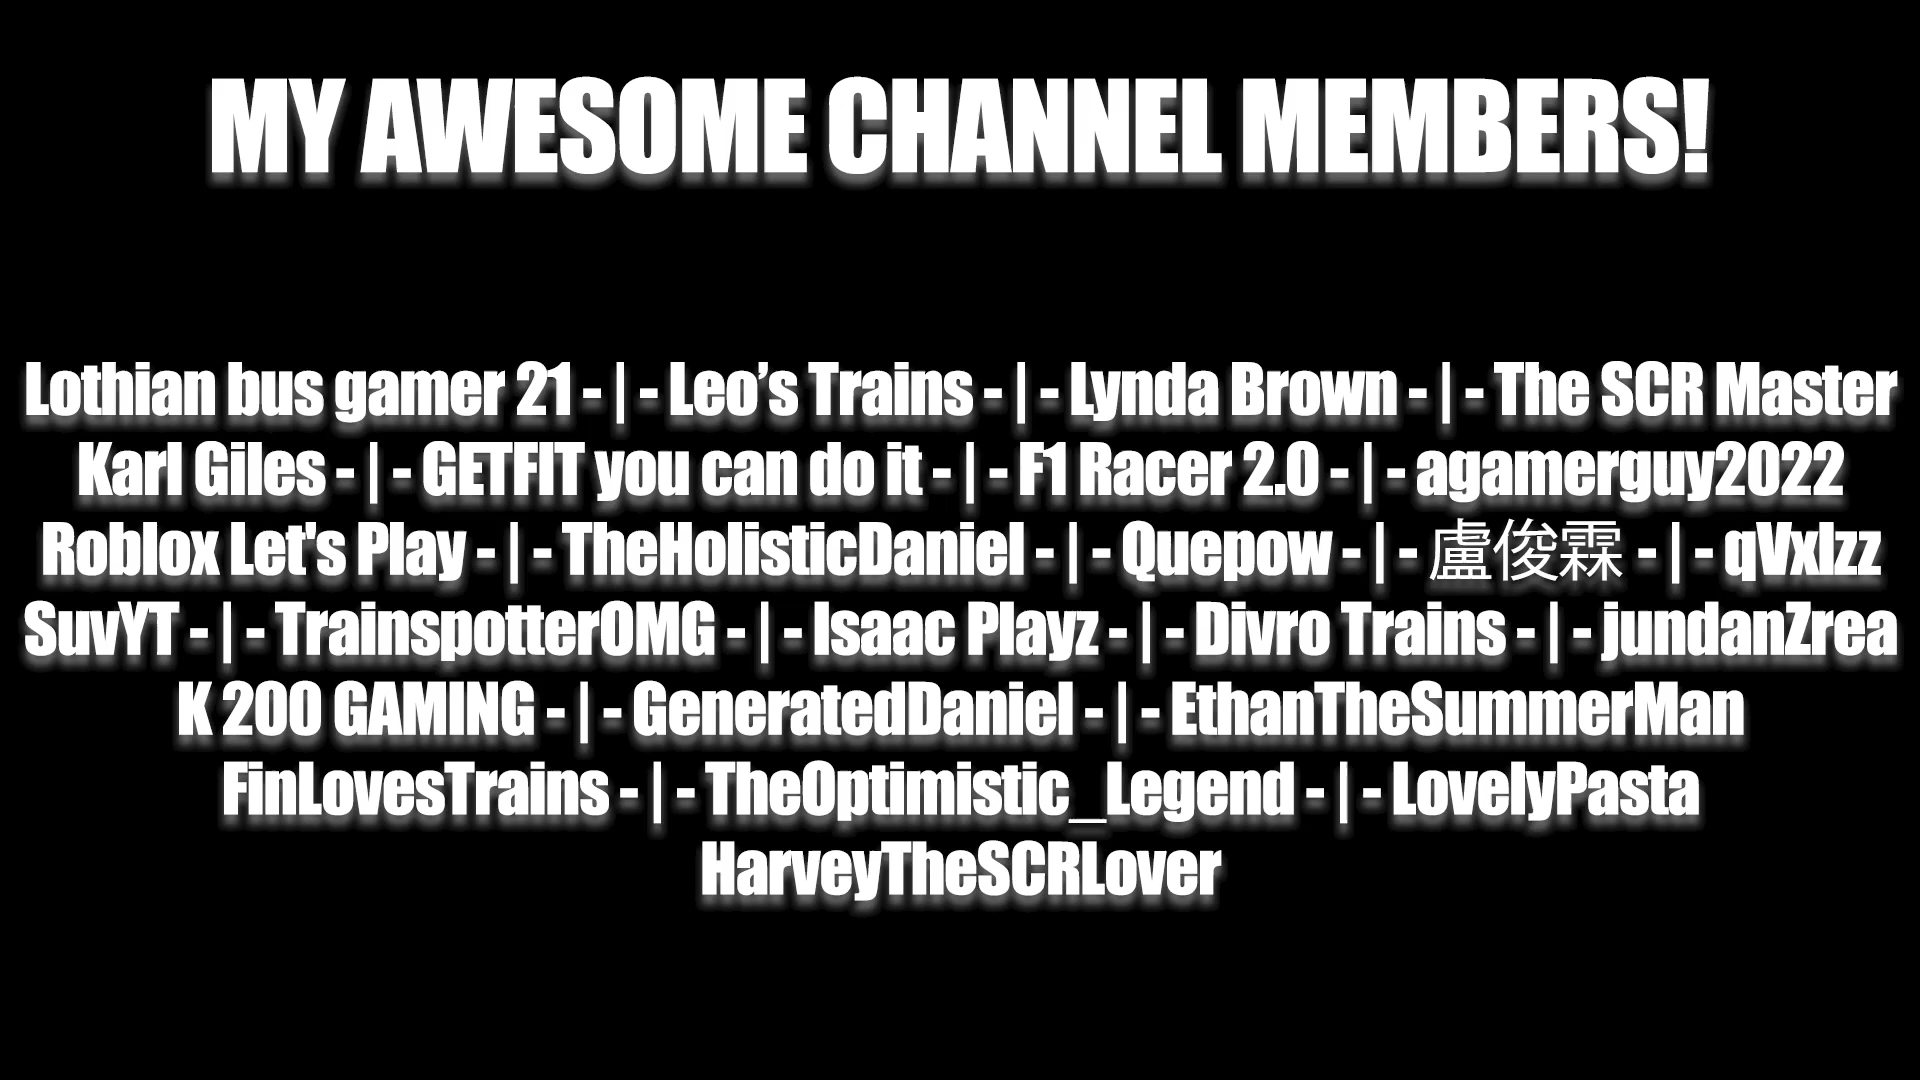 MY AWESOME CHANNEL MEMBERS!
Lothian bus gamer 21 - | - Leo’s Trains - | - Lynda Brown - | - The SCR Master
Karl Giles - | - GETFIT you can do it - | - F1 Racer 2.0 - | - agamerguy2022
Roblox Let's Play - | - TheHolisticDaniel - | - Quepow - | - 盧俊霖 - | - qVxlzz
SuvYT - | - TrainspotterOMG - | - Isaac Playz - | - Divro Trains - | - jundanZrea
K 200 GAMING - | - GeneratedDaniel - | - EthanTheSummerMan
FinLovesTrains - | - TheOptimistic_Legend - | - LovelyPasta
HarveyTheSCRLover